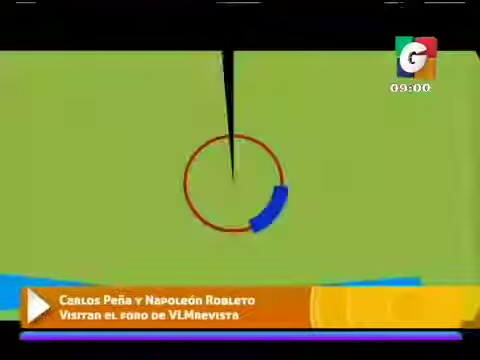 G
09:00
Carlos Peña y Napoleón Robleto
Visitan el foro de VLMrevista